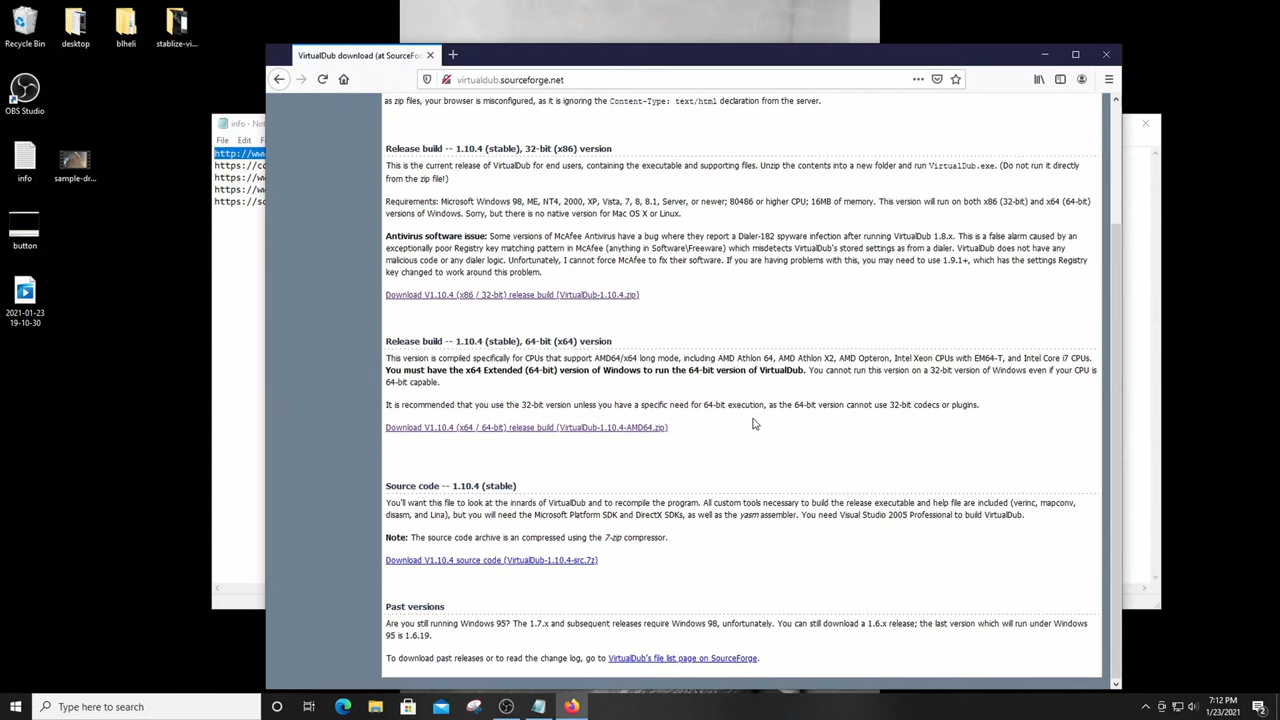 Recycle Bin
desktop
blheli
stablize-vi...
OBS Studio
info
sample-dr...
button
2021-01-23
19-10-30
info - Not
File Edit F
http://ww
https://c
https://w
https://w
https://so
VirtualDub download (at SourceFor
virtualdub.sourceforge.net
as zip files, your browser is misconfigured, as it is ignoring the Content-Type: text/html declaration from the server.
Release build -- 1.10.4 (stable), 32-bit (x86) version
This is the current release of VirtualDub for end users, containing the executable and supporting files. Unzip the contents into a new folder and run VirtualDub.exe. (Do not run it directly
from the zip file!)
Requirements: Microsoft Windows 98, ME, NT4, 2000, XP, Vista, 7, 8, 8.1, Server, or newer; 80486 or higher CPU; 16MB of memory. This version will run on both x86 (32-bit) and x64 (64-bit)
versions of Windows. Sorry, but there is no native version for Mac OS X or Linux.
Antivirus software issue: Some versions of McAfee Antivirus have a bug where they report a Dialer-182 spyware infection after running VirtualDub 1.8.x. This is a false alarm caused by an
exceptionally poor Registry key matching pattern in McAfee (anything in Software\Freeware) which misdetects VirtualDub's stored settings as from a dialer. VirtualDub does not have any
malicious code or any dialer logic. Unfortunately, I cannot force McAfee to fix their software. If you are having problems with this, you may need to use 1.9.1+, which has the settings Registry
key changed to work around this problem.
Download V1.10.4 (x86 / 32-bit) release build (VirtualDub-1.10.4.zip)
Release build -- 1.10.4 (stable), 64-bit (x64) version
This version is compiled specifically for CPUs that support AMD64/x64 long mode, including AMD Athlon 64, AMD Athlon X2, AMD Opteron, Intel Xeon CPUs with EM64-T, and Intel Core i7 CPUs.
You must have the x64 Extended (64-bit) version of Windows to run the 64-bit version of VirtualDub. You cannot run this version on a 32-bit version of Windows even if your CPU is
64-bit capable.
It is recommended that you use the 32-bit version unless you have a specific need for 64-bit execution, as the 64-bit version cannot use 32-bit codecs or plugins.
Download V1.10.4 (x64 / 64-bit) release build (VirtualDub-1.10.4-AMD64.zip)
Source code -- 1.10.4 (stable)
You'll want this file to look at the innards of VirtualDub and to recompile the program. All custom tools necessary to build the release executable and help file are included (verinc, mapconv,
disasm, and Lina), but you will need the Microsoft Platform SDK and DirectX SDKs, as well as the yasm assembler. You need Visual Studio 2005 Professional to build VirtualDub.
Note: The source code archive is an compressed using the 7-zip compressor.
Download V1.10.4 source code (VirtualDub-1.10.4-src.7z)
Past versions
Are you still running Windows 95? The 1.7.x and subsequent releases require Windows 98, unfortunately. You can still download a 1.6.x release; the last version which will run under Windows
95 is 1.6.19.
To download past releases or to read the change log, go to VirtualDub's file list page on SourceForge.
Type here to search
7:12 PM
1/23/2021
2